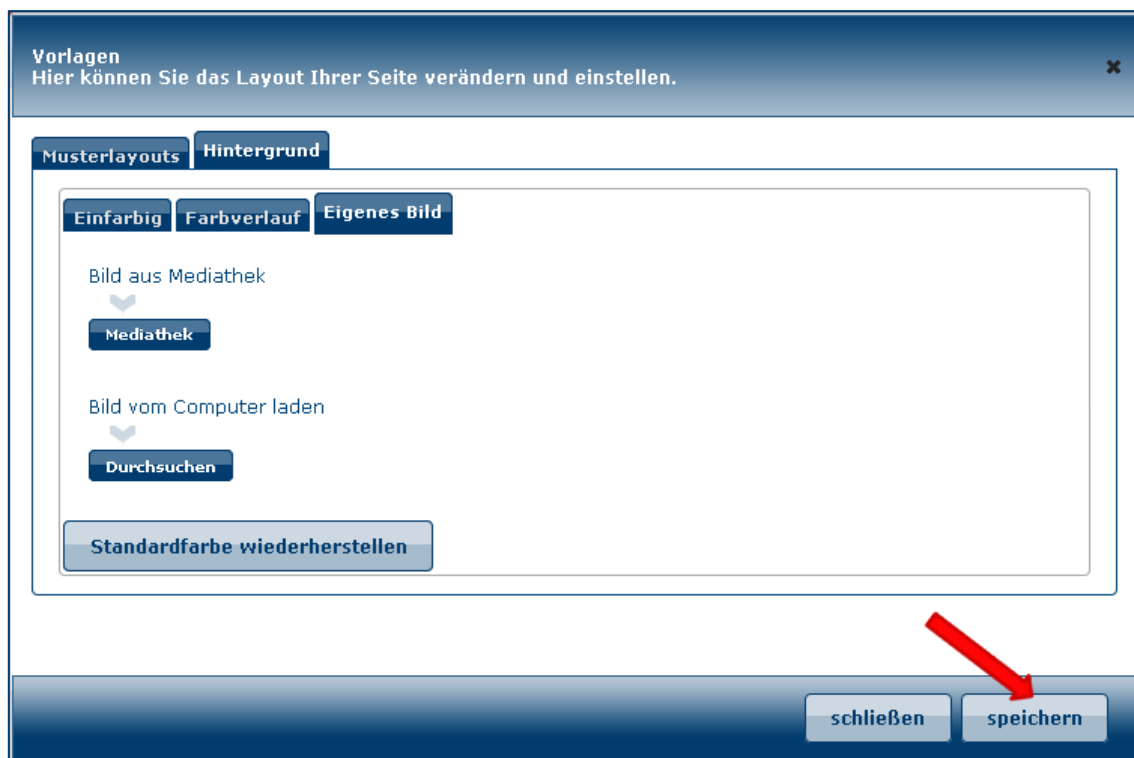 Vorlagen
Hier können Sie das Layout Ihrer Seite verändern und einstellen.
Musterlayouts Hintergrund
Einfarbig Farbverlauf Eigenes Bild
Bild aus Mediathek
Mediathek
Bild vom Computer laden
Durchsuchen
Standardfarbe wiederherstellen
schließen speichern